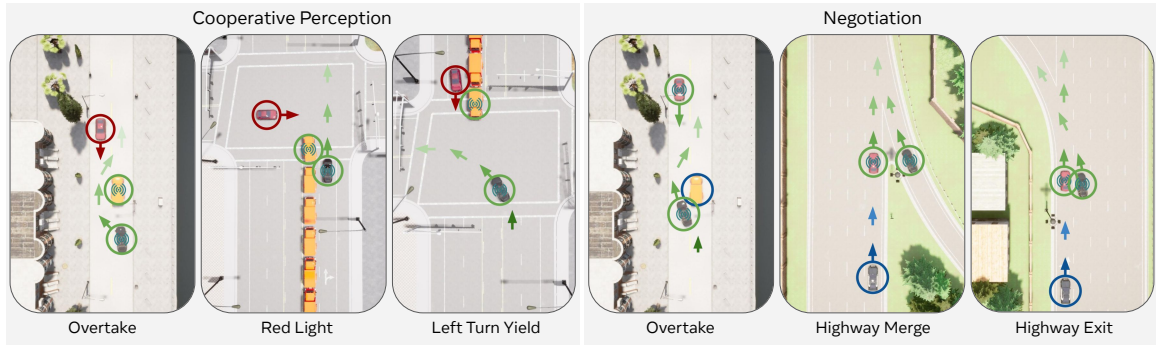 Cooperative Perception
Negotiation
Overtake
Red Light
Left Turn Yield
Overtake
Highway Merge
Highway Exit